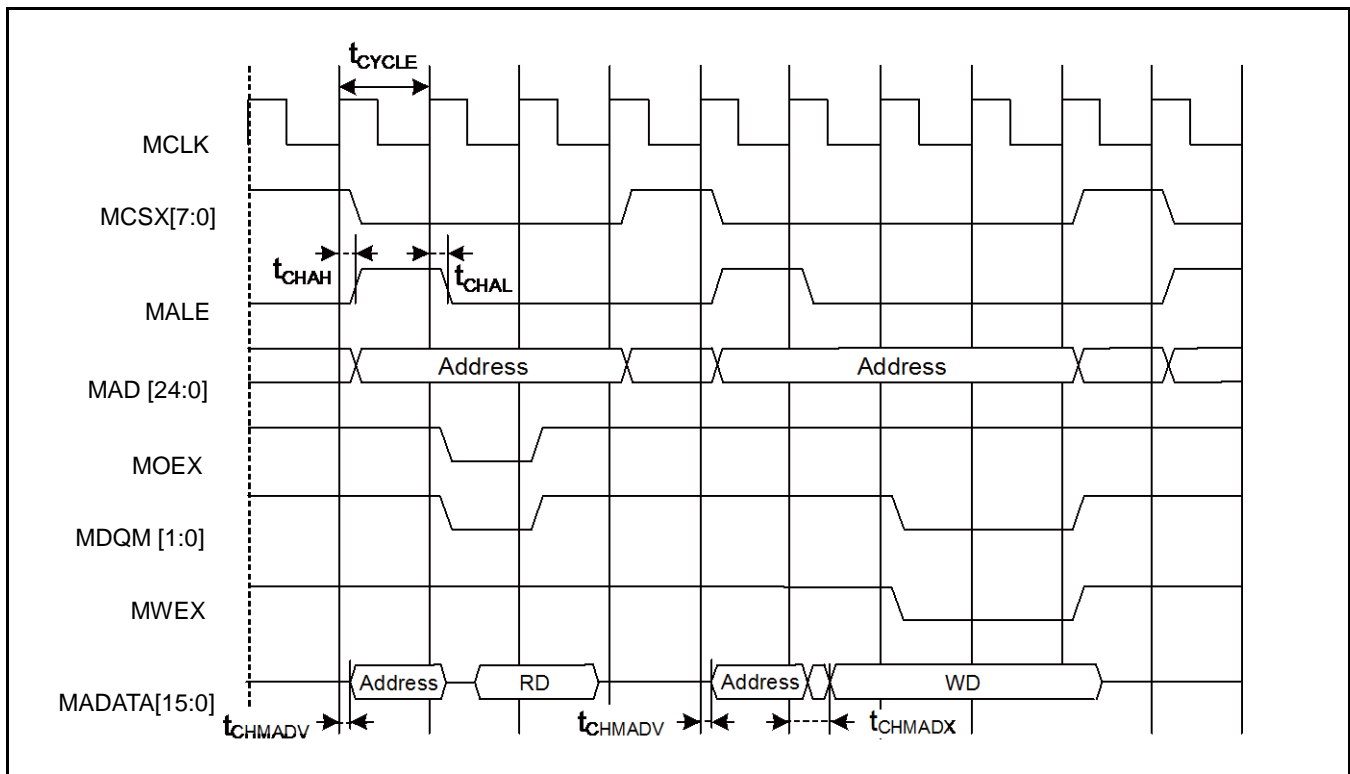 tCYCLE
MCLK
MCSX[7:0]
tCHAH
tCHAL
MALE
Address
Address
MAD [24:0]
MOEX
MDQM [1:0]
MWEX
Address
RD
Address
WD
MADATA[15:0]
tCHMADV
tCHMADV
tCHMADX